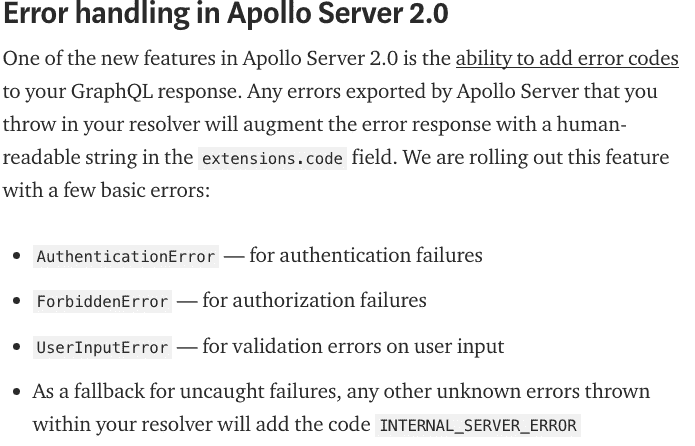 Error handling in Apollo Server 2.0
One of the new features in Apollo Server 2.0 is the ability to add error codes
to your GraphQL response. Any errors exported by Apollo Server that you
throw in your resolver will augment the error response with a human-
readable string in the extensions.code field. We are rolling out this feature
with a few basic errors:
• AuthenticationError — for authentication failures
• ForbiddenError — for authorization failures
• UserInputError — for validation errors on user input
• As a fallback for uncaught failures, any other unknown errors thrown
within your resolver will add the code INTERNAL_SERVER_ERROR